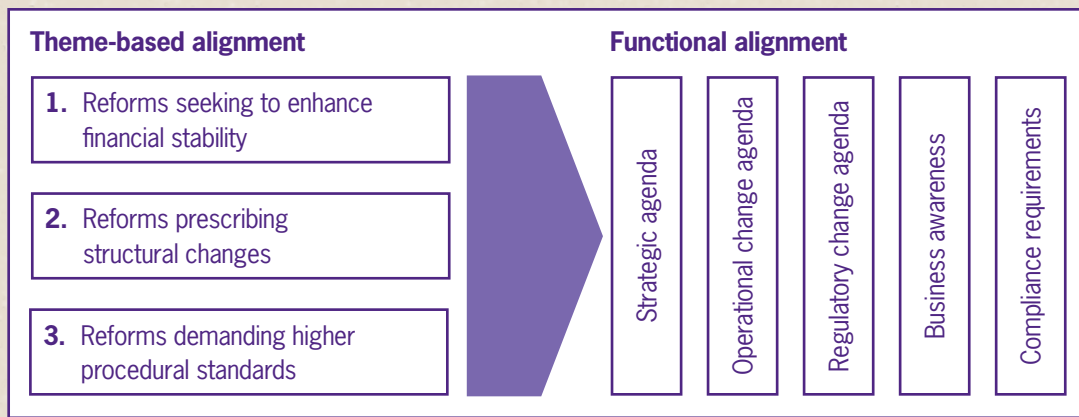 Theme-based alignment
1. Reforms seeking to enhance
financial stability
2. Reforms prescribing
structural changes
3. Reforms demanding higher
procedural standards
Functional alignment
Strategic agenda
Operational change agenda
Regulatory change agenda
Business awareness
Compliance requirements